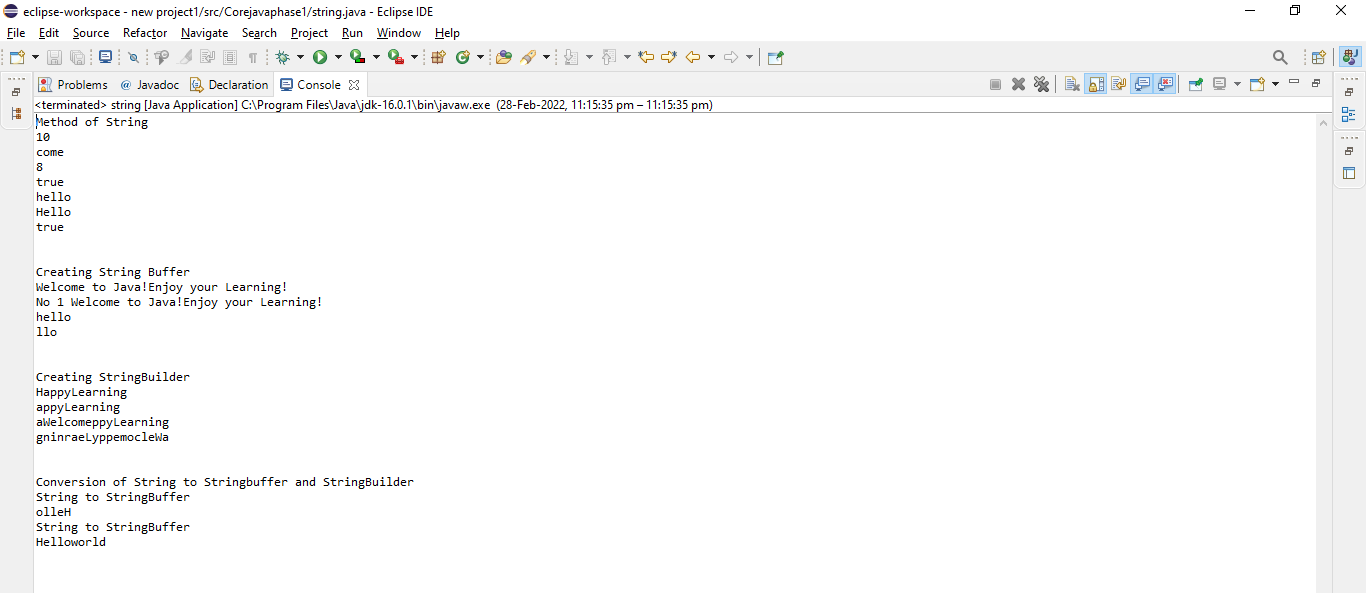 eclipse-workspace - new project1/src/Corejavaphase1/string.java - Eclipse IDE
File Edit Source Refactor Navigate Search Project Run Window Help
Problems @ Javadoc Declaration Console
<terminated> string [Java Application] C:\Program Files\Java\jdk-16.0.1\bin\javaw.exe (28-Feb-2022, 11:15:35 pm – 11:15:35 pm)
Method of String
10
come
8
true
hello
Hello
true
Creating String Buffer
Welcome to Java!Enjoy your Learning!
No 1 Welcome to Java!Enjoy your Learning!
hello
llo
Creating StringBuilder
HappyLearning
appyLearning
aWelcomeppyLearning
gninraeLyppemocleWa
Conversion of String to Stringbuffer and StringBuilder
String to StringBuffer
olleH
String to StringBuffer
Helloworld